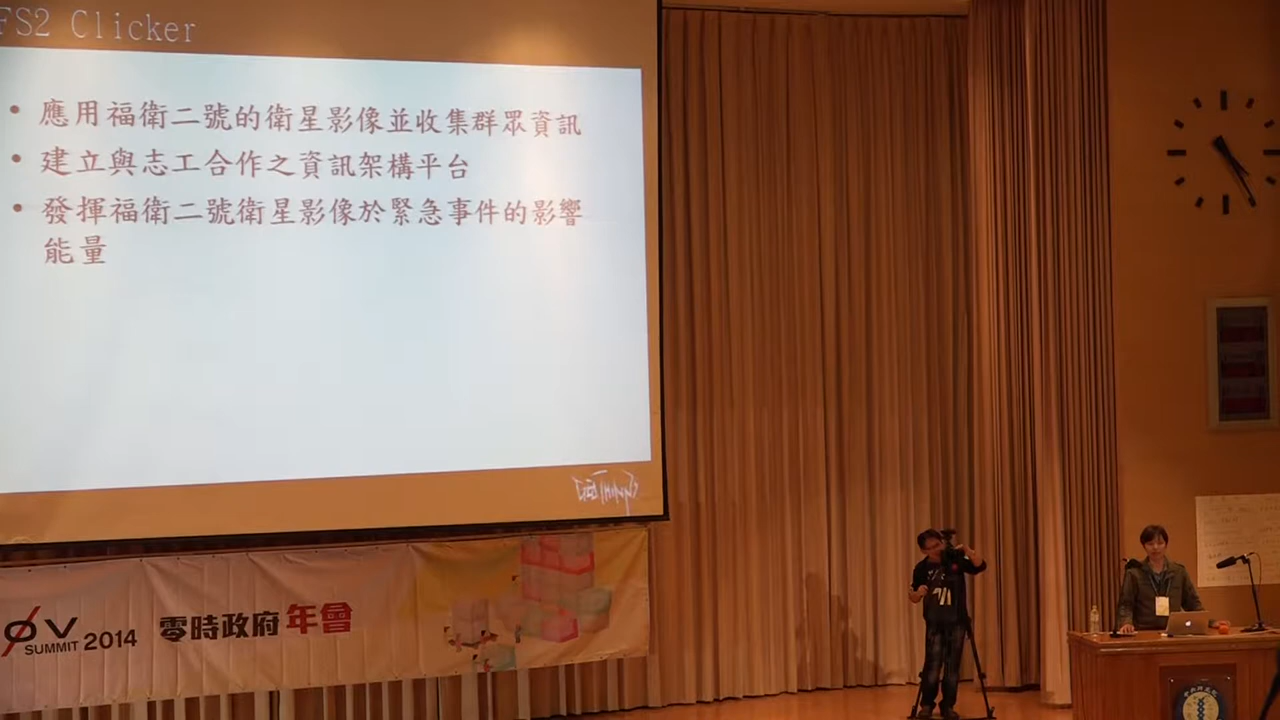 FS2 Clicker
• 應用福衛二號的衛星影像並收集群眾資訊
• 建立與志工合作之資訊架構平台
• 發揮福衛二號衛星影像於緊急事件的影響
能量
SUMMIT 2014 零時政府年會